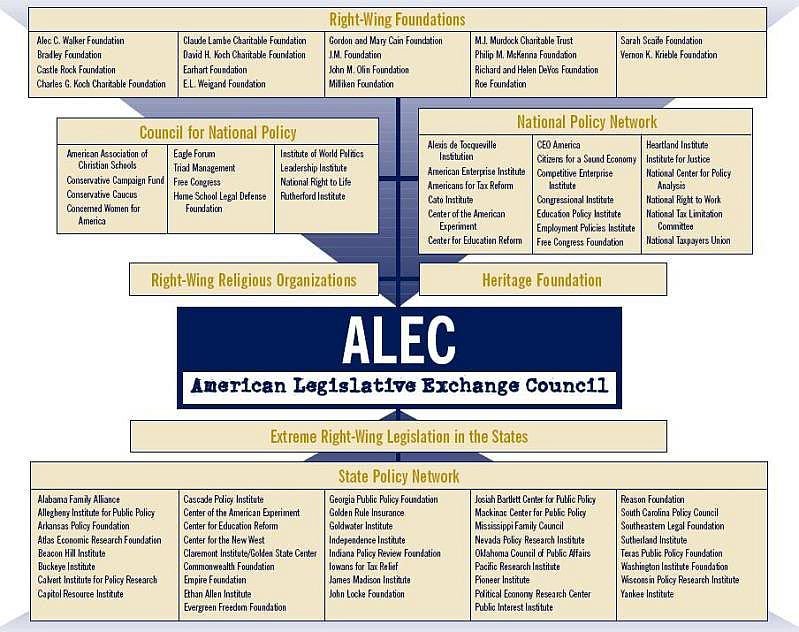 Right-Wing Foundations
Alec C. Walker Foundation
Bradley Foundation
Castle Rock Foundation
Charles G. Koch Charitable Foundation
Claude Lambe Charitable Foundation
David H. Koch Charitable Foundation
Earhart Foundation
E.L. Weigand Foundation
Gordon and Mary Cain Foundation
J.M. Foundation
John M. Olin Foundation
Milliken Foundation
M.J. Murdock Charitable Trust
Philip M. McKenna Foundation
Richard and Helen DeVos Foundation
Roe Foundation
Sarah Scaife Foundation
Vernon K. Krieble Foundation
Council for National Policy
American Association of
Christian Schools
Conservative Campaign Fund
Conservative Caucus
Concerned Women for
America
Eagle Forum
Triad Management
Free Congress
Home School Legal Defense
Foundation
Institute of World Politics
Leadership Institute
National Right to Life
Rutherford Institute
National Policy Network
Alexis de Tocqueville
Institution
American Enterprise Institute
Americans for Tax Reform
Cato Institute
Center of the American
Experiment
Center for Education Reform
CEO America
Citizens for a Sound Economy
Competitive Enterprise
Institute
Congressional Institute
Education Policy Institute
Employment Policies Institute
Free Congress Foundation
Heartland Institute
Institute for Justice
National Center for Policy
Analysis
National Right to Work
National Tax Limitation
Committee
National Taxpayers Union
Right-Wing Religious Organizations
Heritage Foundation
ALEC
American Legislative Exchange Council
Extreme Right-Wing Legislation in the States
State Policy Network
Alabama Family Alliance
Allegheny Institute for Public Policy
Arkansas Policy Foundation
Atlas Economic Research Foundation
Beacon Hill Institute
Buckeye Institute
Calvert Institute for Policy Research
Capitol Resource Institute
Cascade Policy Institute
Center of the American Experiment
Center for Education Reform
Center for the New West
Claremont Institute/Golden State Center
Commonwealth Foundation
Empire Foundation
Ethan Allen Institute
Evergreen Freedom Foundation
Georgia Public Policy Foundation
Golden Rule Insurance
Goldwater Institute
Independence Institute
Indiana Policy Review Foundation
Iowans for Tax Relief
James Madison Institute
John Locke Foundation
Josiah Bartlett Center for Public Policy
Mackinac Center for Public Policy
Mississippi Family Council
Nevada Policy Research Institute
Oklahoma Council of Public Affairs
Pacific Research Institute
Pioneer Institute
Political Economy Research Center
Public Interest Institute
Reason Foundation
South Carolina Policy Council
Southeastern Legal Foundation
Sutherland Institute
Texas Public Policy Foundation
Washington Institute Foundation
Wisconsin Policy Research Institute
Yankee Institute